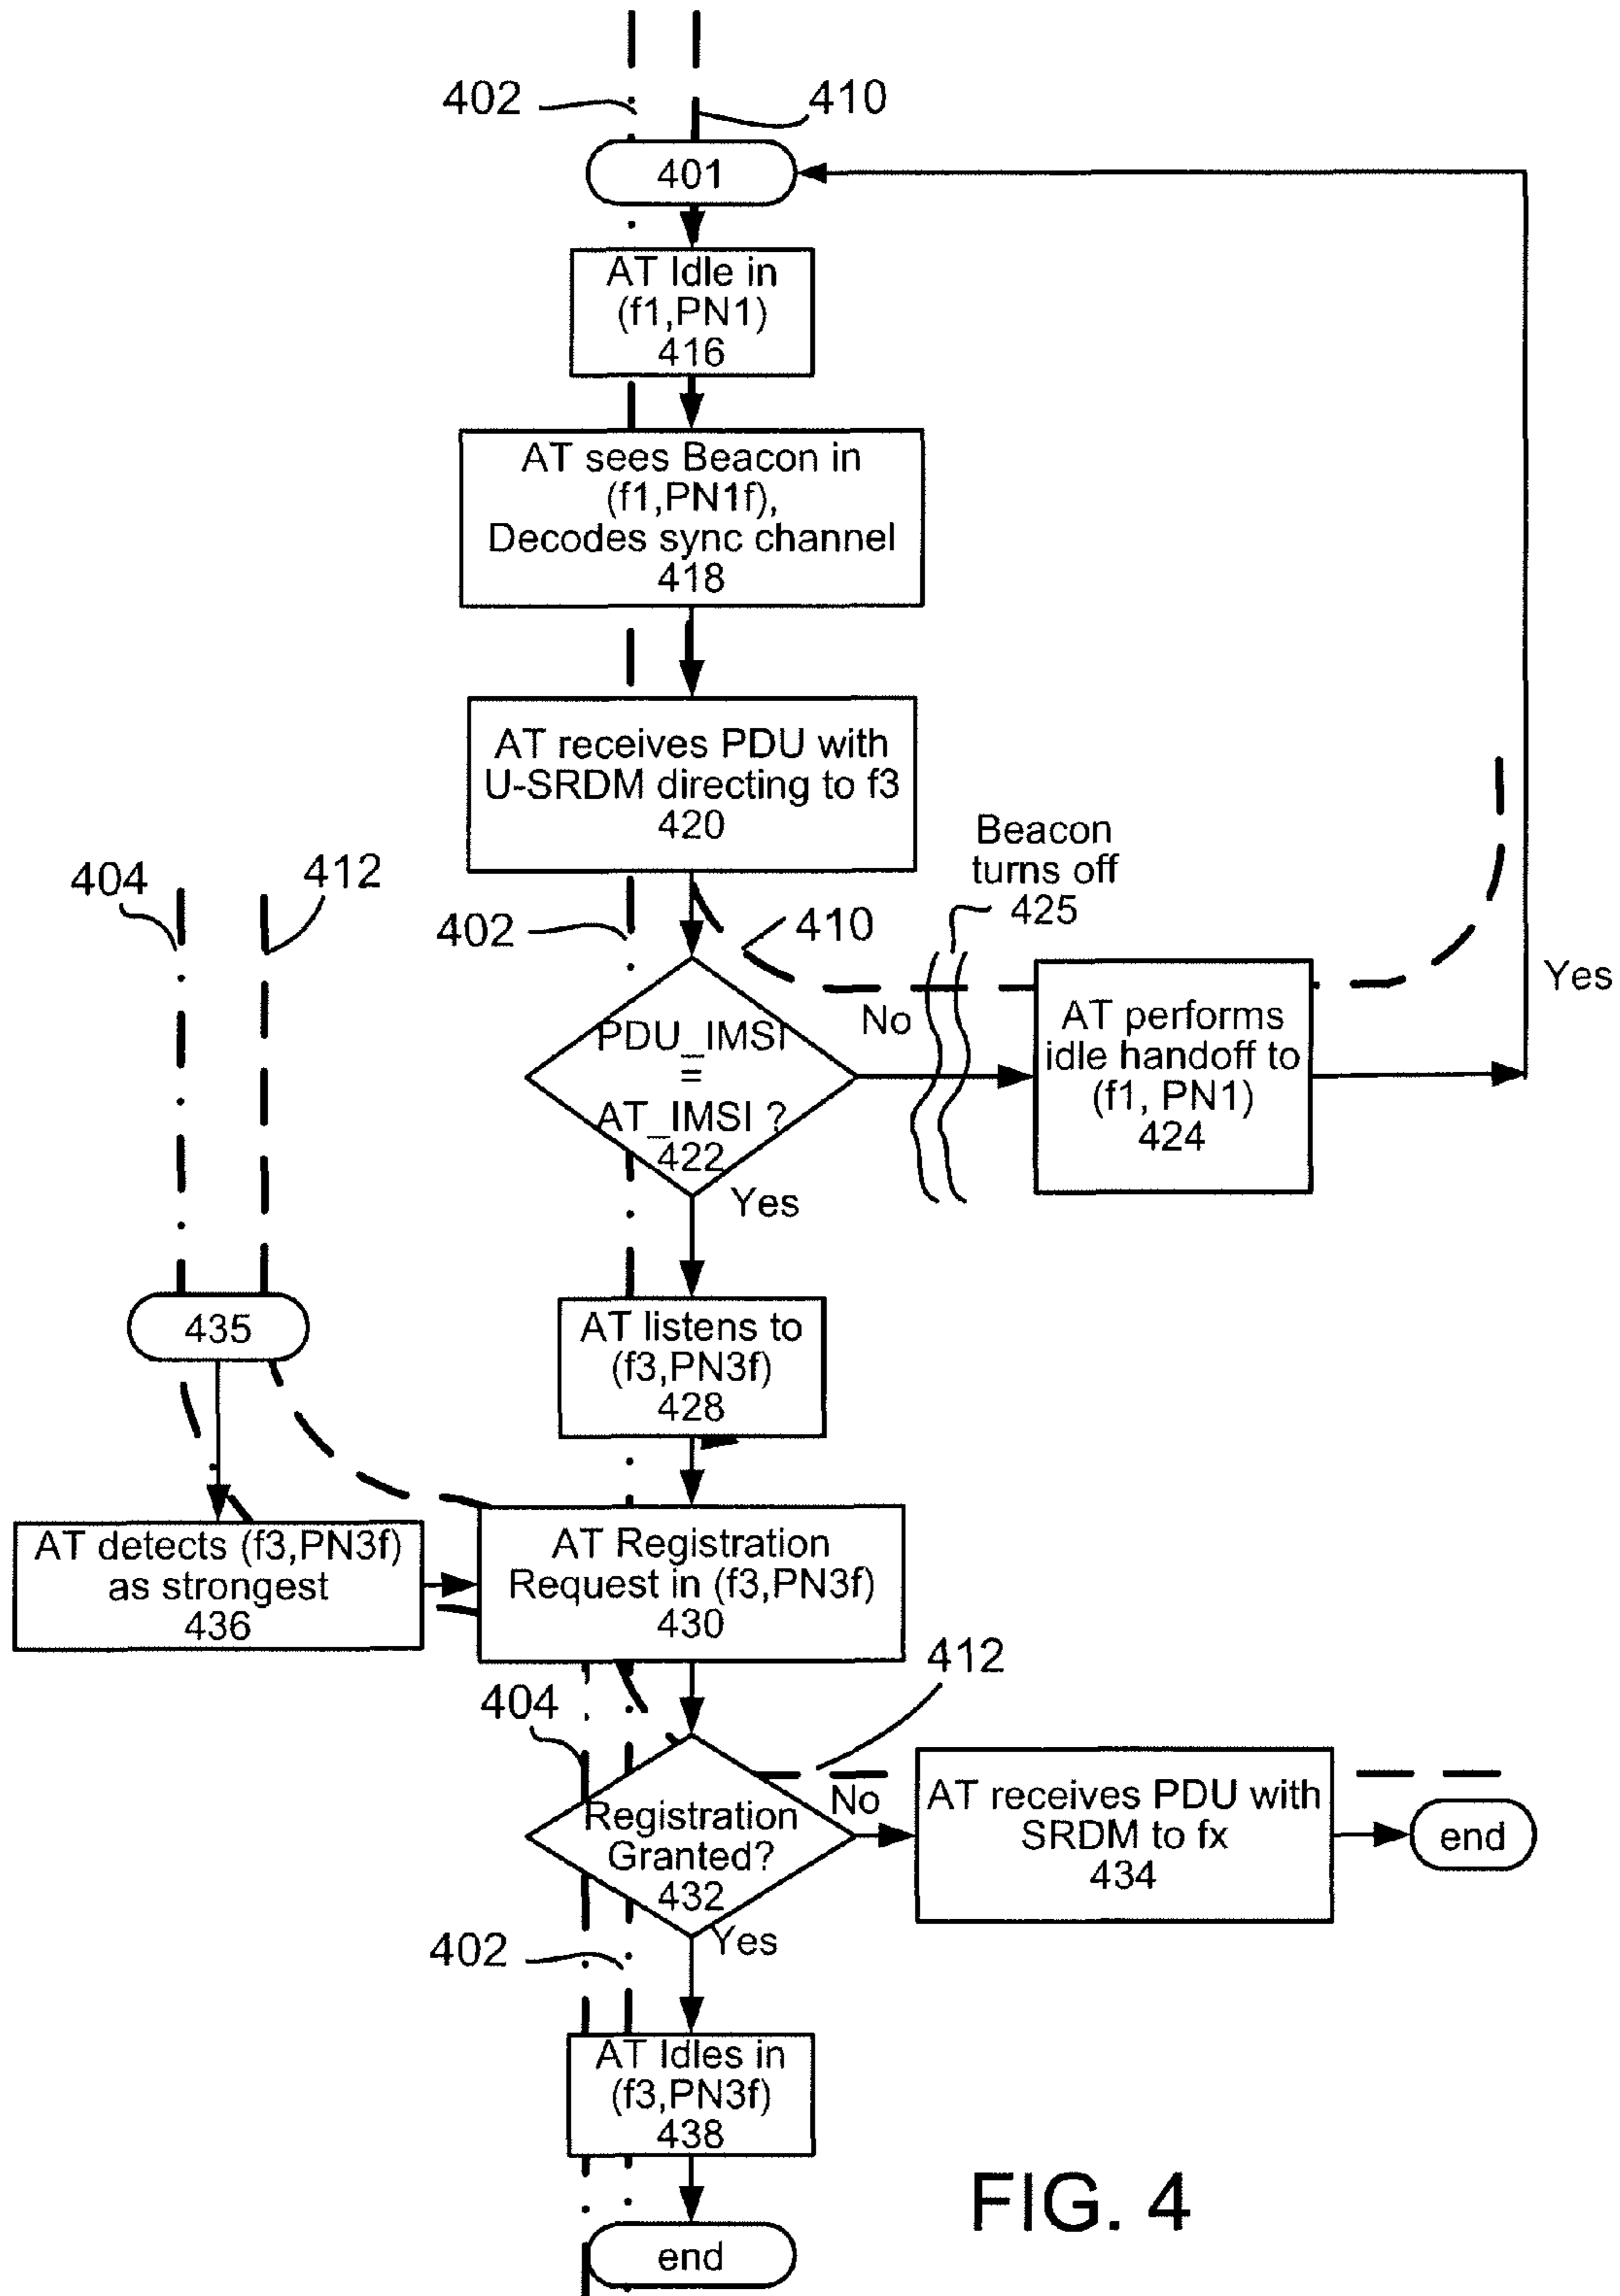 402
410
401
AT Idle in
(f1,PN1)
416
AT sees Beacon in
(f1,PN1f),
Decodes sync channel
418
AT receives PDU with
U-SRDM directing to f3
420
Beacon
turns off
425
404
412
402
410
No
Yes
PDU_IMSI
=
AT_IMSI ?
422
AT performs
idle handoff to
(f1, PN1)
424
Yes
435
AT listens to
(f3,PN3f)
428
AT detects (f3,PN3f)
as strongest
436
AT Registration
Request in (f3,PN3f)
430
412
404
No
Registration
Granted?
432
AT receives PDU with
SRDM to fx
434
end
Yes
402
AT Idles in
(f3,PN3f)
438
end
FIG. 4